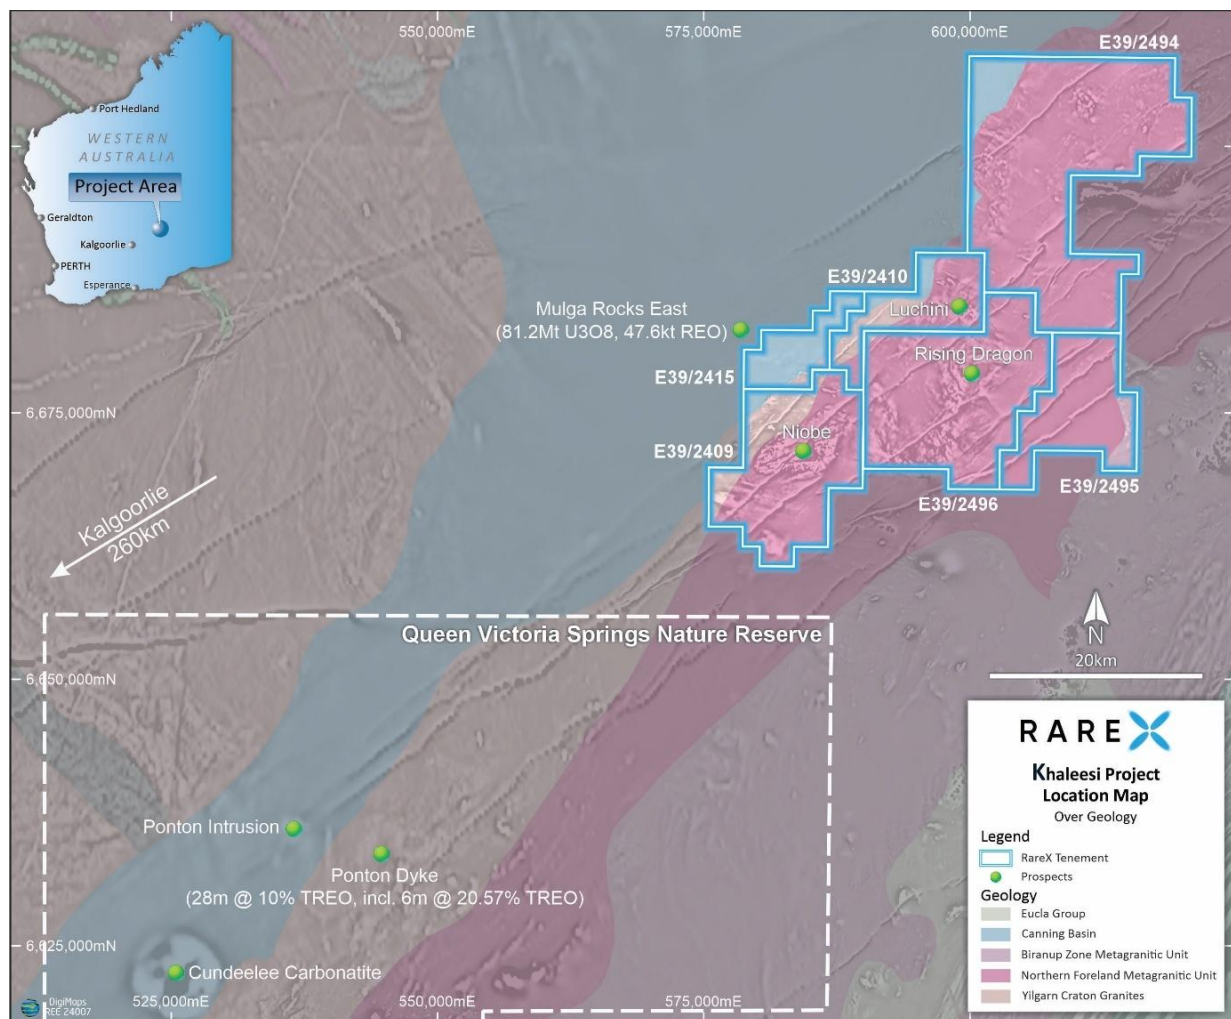 550,000mE
575,000mE
600,000mE
E39/2494
Port Hedland
WESTERN
AUSTRALIA
Project Area
Geraldton
Kalgoorlie
PERTH
Esperance
E39/2410
Mulga Rocks East
(81.2Mt U3O8, 47.6kt REO)
Luchini
Rising Dragon
E39/2415
6,675,000mN
Niobe
E39/2409
E39/2495
E39/2496
Kalgoorlie
260km
Queen Victoria Springs Nature Reserve
N
20km
6,650,000mN
RAREX
Khaleesi Project
Location Map
Over Geology
Legend
RareX Tenement
Prospects
Geology
Eucla Group
Canning Basin
Biranup Zone Metagranitic Unit
Northern Foreland Metagranitic Unit
Yilgarn Craton Granites
Ponton Intrusion
Ponton Dyke
(28m @ 10% TREO, incl. 6m @ 20.57% TREO)
6,625,000mN
Cundeelee Carbonatite
DigiMaps
REE 24007
525,000mE
550,000mE
575,000mE